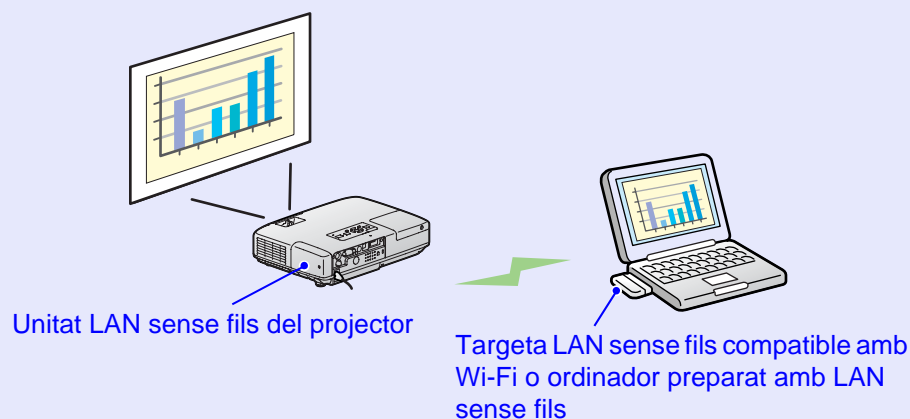 Unitat LAN sense fils del projector
Targeta LAN sense fils compatible amb
Wi-Fi o ordinador preparat amb LAN
sense fils